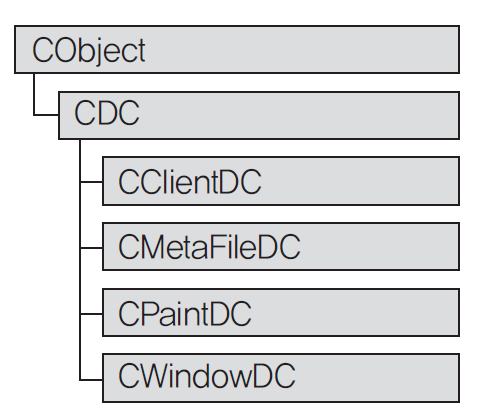 CObject
CDC
CClientDC
CMetaFileDC
CPaintDC
CWindowDC